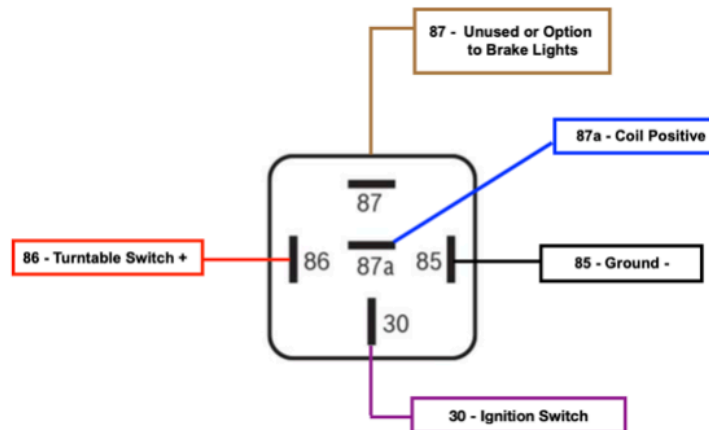 87 - Unused or Option
to Brake Lights
87a - Coil Positive
87
86 - Turntable Switch +
86
87a
85
85 - Ground -
30
30 - Ignition Switch